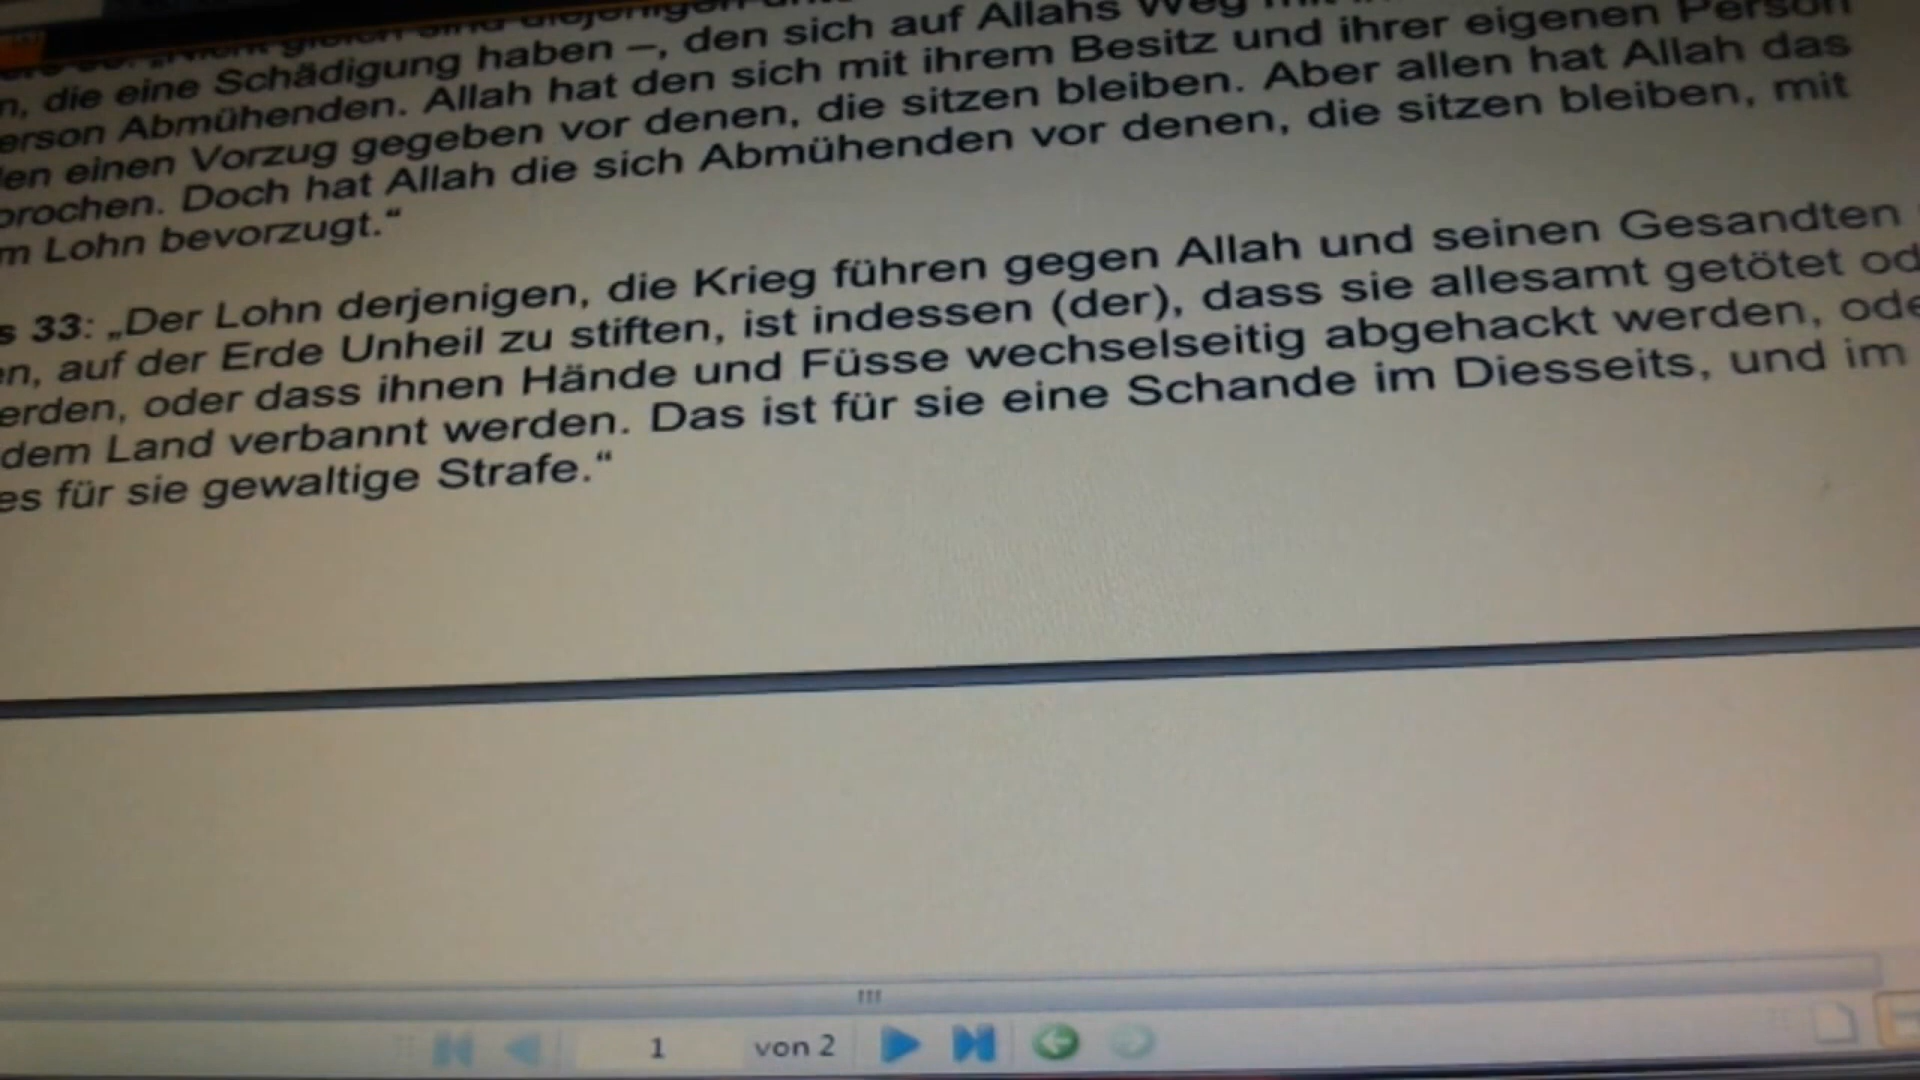 n, die eine Schädigung haben –, den sich auf Allahs Weg
erson Abmühenden. Allah hat den sich mit ihrem Besitz und ihrer eigenen Person
en einen Vorzug gegeben vor denen, die sitzen bleiben. Aber allen hat Allah das
prochen. Doch hat Allah die sich Abmühenden vor denen, die sitzen bleiben, mit
m Lohn bevorzugt.“
s 33: „Der Lohn derjenigen, die Krieg führen gegen Allah und seinen Gesandten
en, auf der Erde Unheil zu stiften, ist indessen (der), dass sie allesamt getötet od
erden, oder dass ihnen Hände und Füsse wechselseitig abgehackt werden, ode
dem Land verbannt werden. Das ist für sie eine Schande im Diesseits, und im
es für sie gewaltige Strafe.“
1 von 2